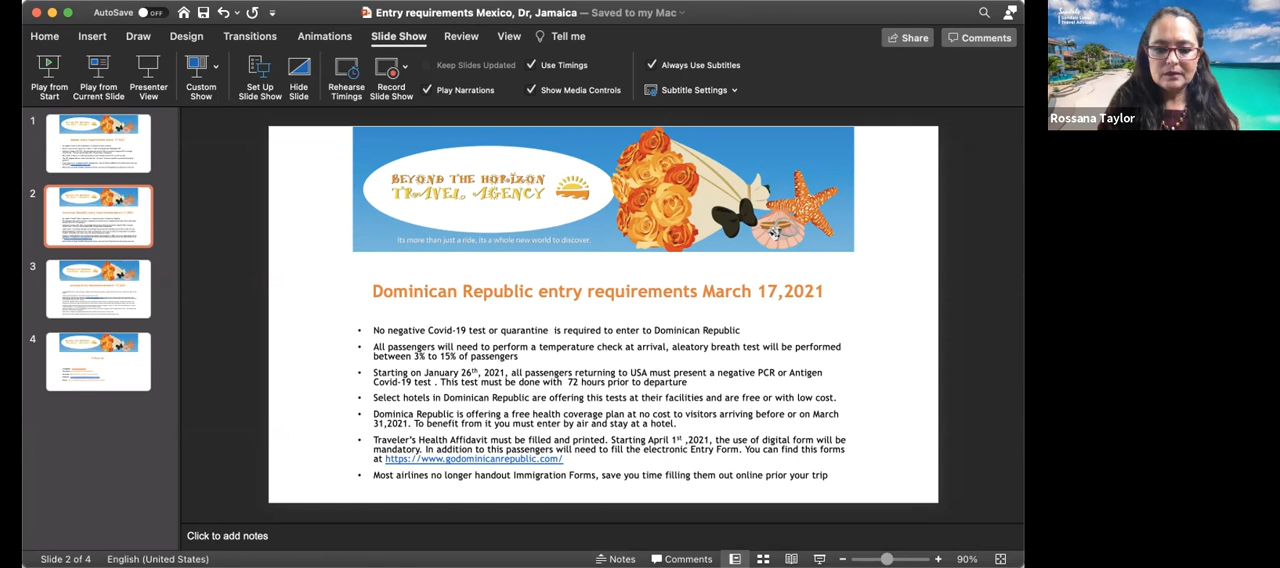 AutoSave OFF
Entry requirements Mexico, Dr, Jamaica — Saved to my Mac
Home Insert Draw Design Transitions Animations Slide Show Review View Tell me
Share Comments
Play from Start
Play from Current Slide
Presenter View
Custom Show
Set Up Slide Show
Hide Slide
Rehearse Timings
Record Slide Show
Keep Slides Updated
Use Timings
Play Narrations
Show Media Controls
Always Use Subtitles
Subtitle Settings
1
2
3
4
BEYOND THE HORIZON
TRAVEL AGENCY
Its more than just a ride, its a whole new world to discover.
Dominican Republic entry requirements March 17,2021
• No negative Covid-19 test or quarantine is required to enter to Dominican Republic
• All passengers will need to perform a temperature check at arrival, aleatory breath test will be performed
between 3% to 15% of passengers
• Starting on January 26th, 2021, all passengers returning to USA must present a negative PCR or Antigen
Covid-19 test . This test must be done with 72 hours prior to departure
• Select hotels in Dominican Republic are offering this tests at their facilities and are free or with low cost.
• Dominica Republic is offering a free health coverage plan at no cost to visitors arriving before or on March
31,2021. To benefit from it you must enter by air and stay at a hotel.
• Traveler's Health Affidavit must be filled and printed. Starting April 1st ,2021, the use of digital form will be
mandatory. In addition to this passengers will need to fill the electronic Entry Form. You can find this forms
at https://www.godominicanrepublic.com/
• Most airlines no longer handout Immigration Forms, save you time filling them out online prior your trip
Click to add notes
Slide 2 of 4 English (United States)
Notes Comments 90%
Sandals
Rossana Taylor